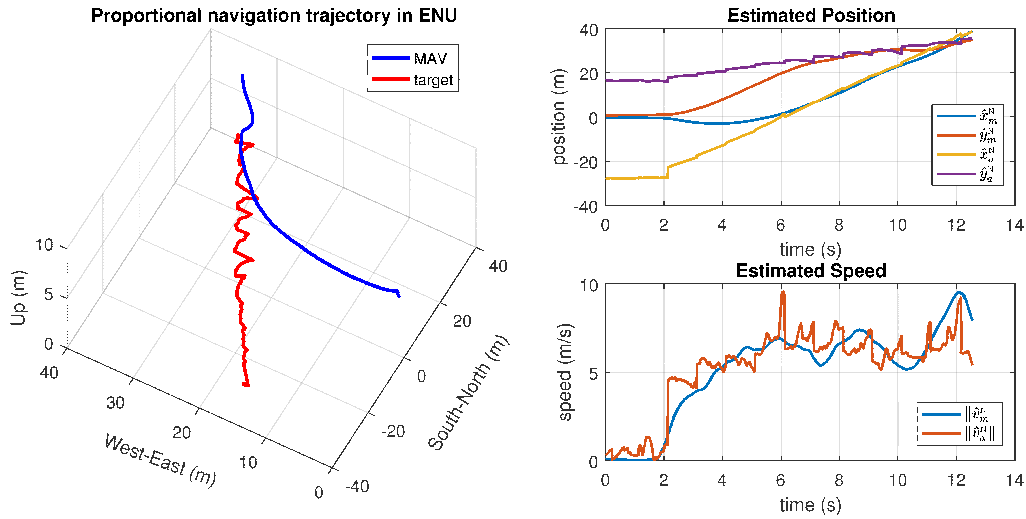 Proportional navigation trajectory in ENU
MAV
target
10
5
0
Up (m)
40
30
20
10
0
West-East (m)
-40
-20
0
20
40
South-North (m)
Estimated Position
40
20
0
-20
-40
position (m)
0 2 4 6 8 10 12 14
time (s)
Estimated Speed
10
5
0
speed (m/s)
0 2 4 6 8 10 12 14
time (s)